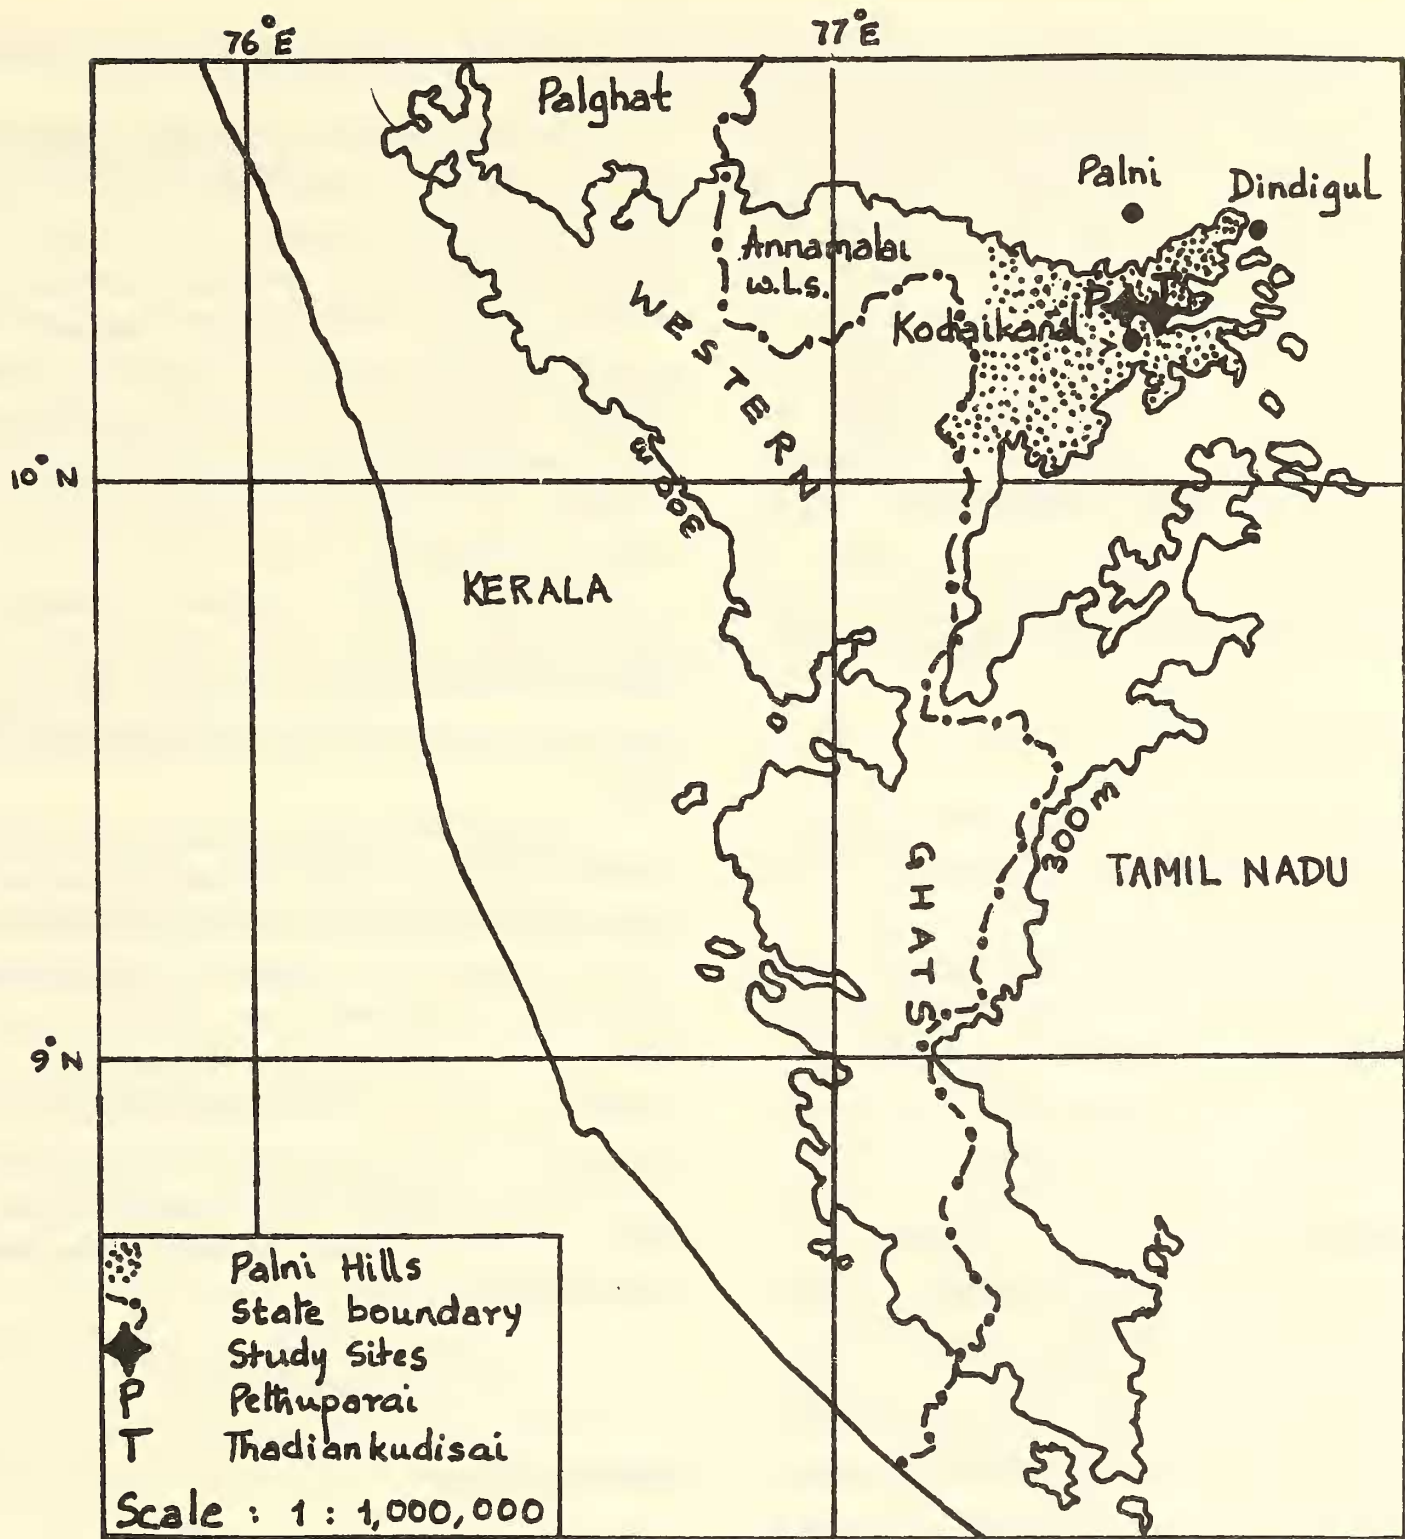 76°E
77°E
Palghat
Palni
Dindigul
Annamalai
W.L.S.
P
T
Kodaikanal
WESTERN
10°N
300m
KERALA
300m
GHATS
TAMIL NADU
9°N
Palni Hills
State boundary
Study Sites
P Pethuparai
T Thadiankudisai
Scale : 1 : 1,000,000